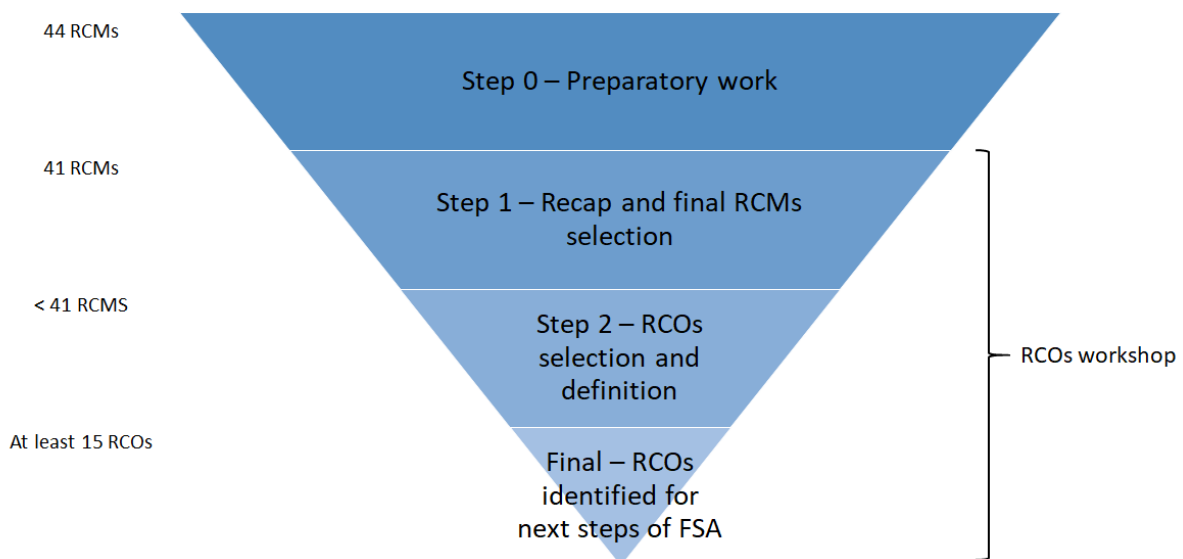 44 RCMs
Step 0 – Preparatory work
41 RCMs
Step 1 – Recap and final RCMs
selection
< 41 RCMS
Step 2 – RCOs
selection and
definition
RCOs workshop
At least 15 RCOs
Final – RCOs
identified for
next steps of FSA